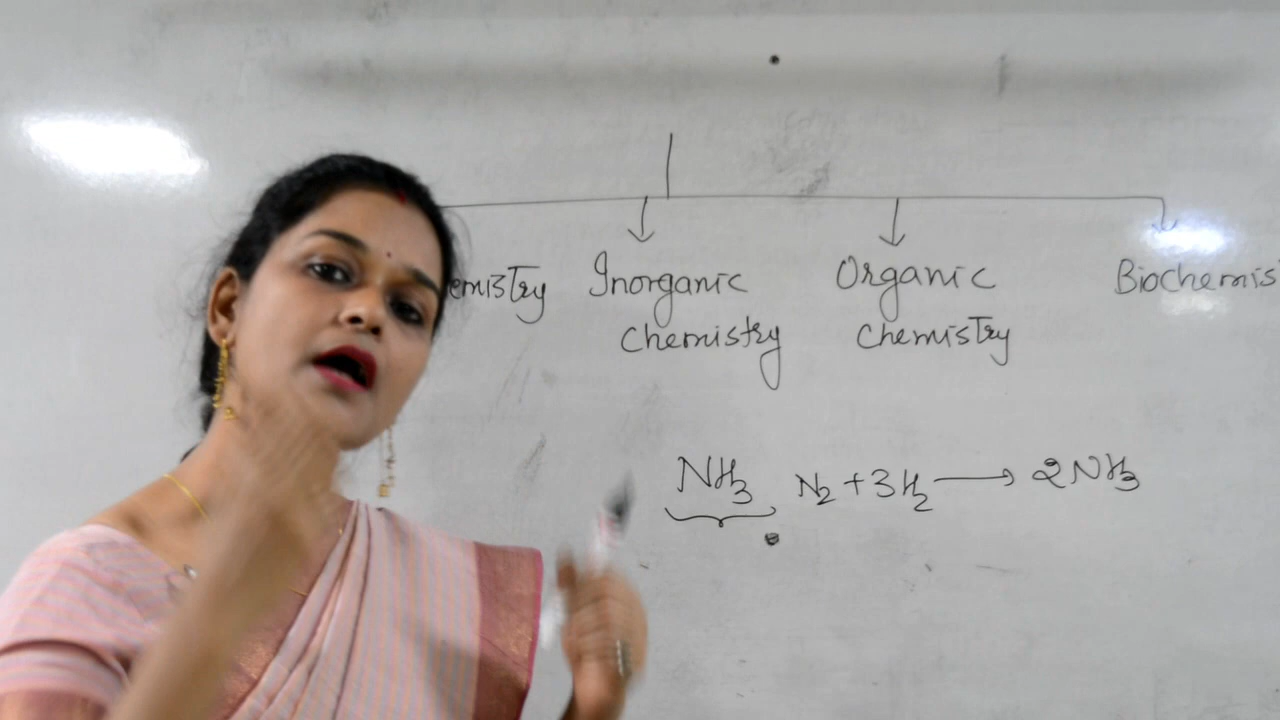 emistry Inorganic Organic Biochemis
chemistry chemistry
NH3 N2 + 3H2 ⟶ 2NH3